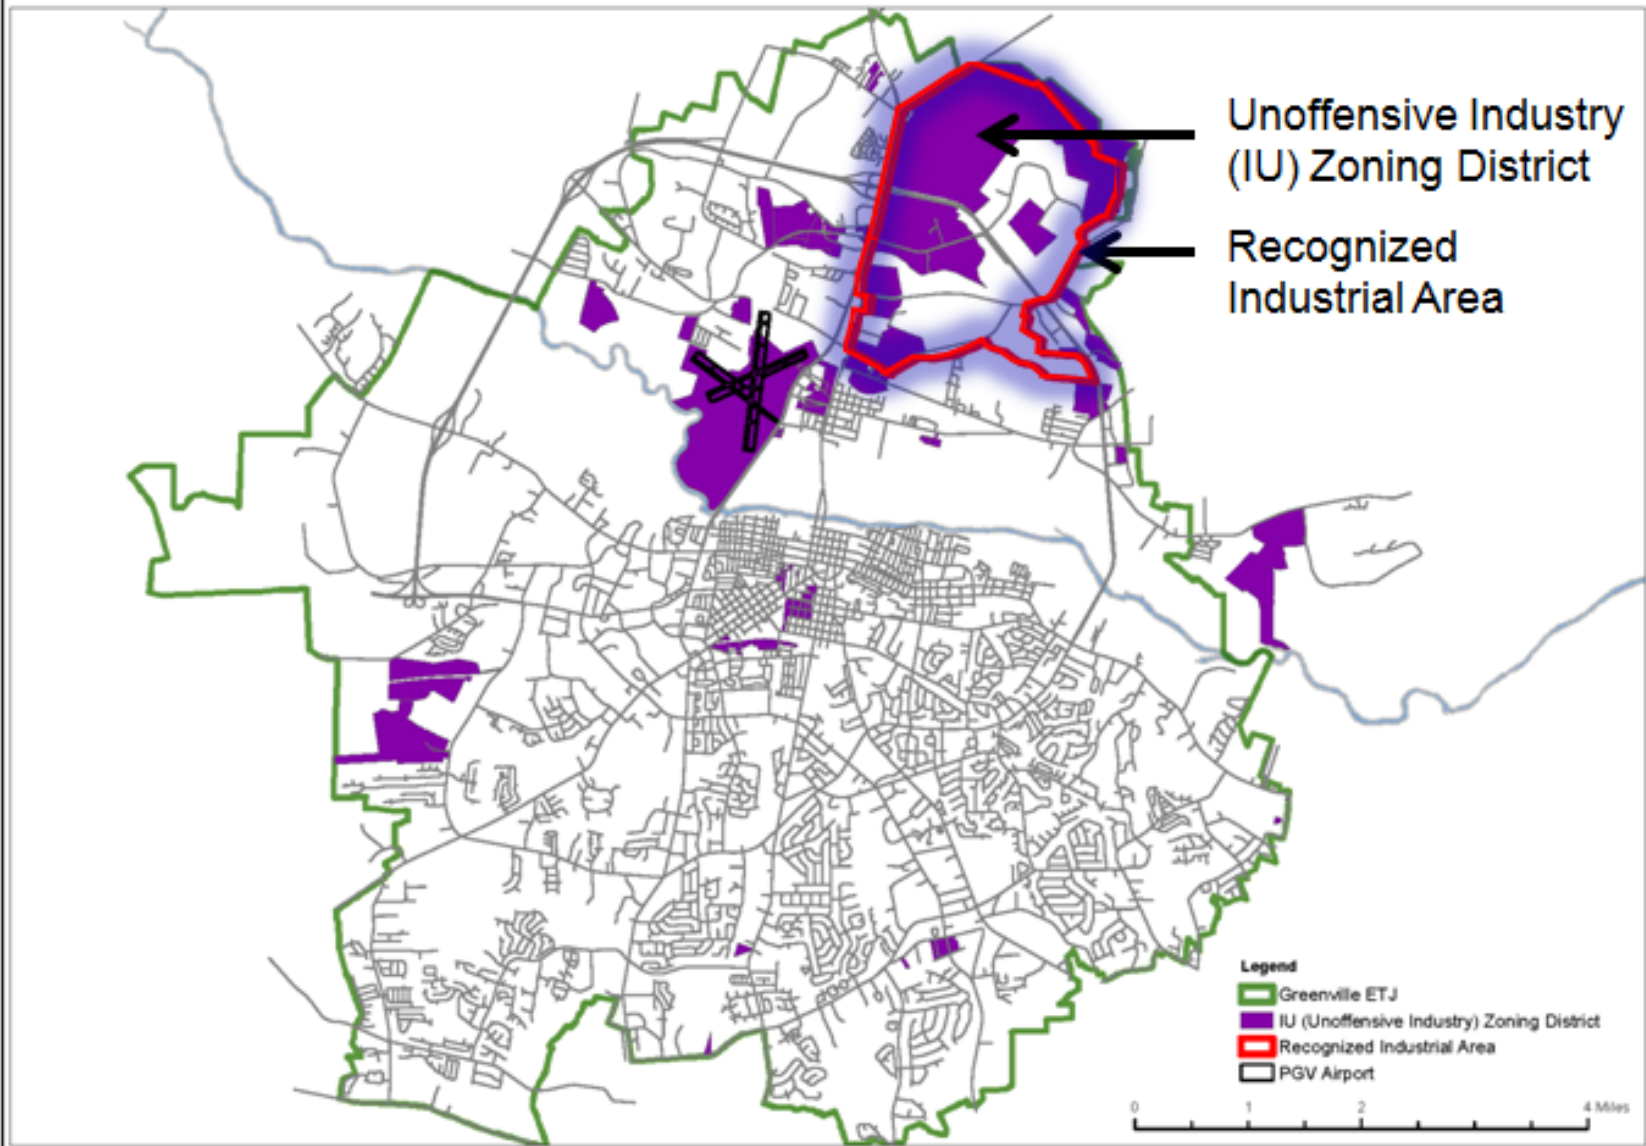 Unoffensive Industry
(IU) Zoning District
Recognized
Industrial Area
Legend
Greenville ETJ
IU (Unoffensive Industry) Zoning District
Recognized Industrial Area
PGV Airport
0 1 2 4 Miles